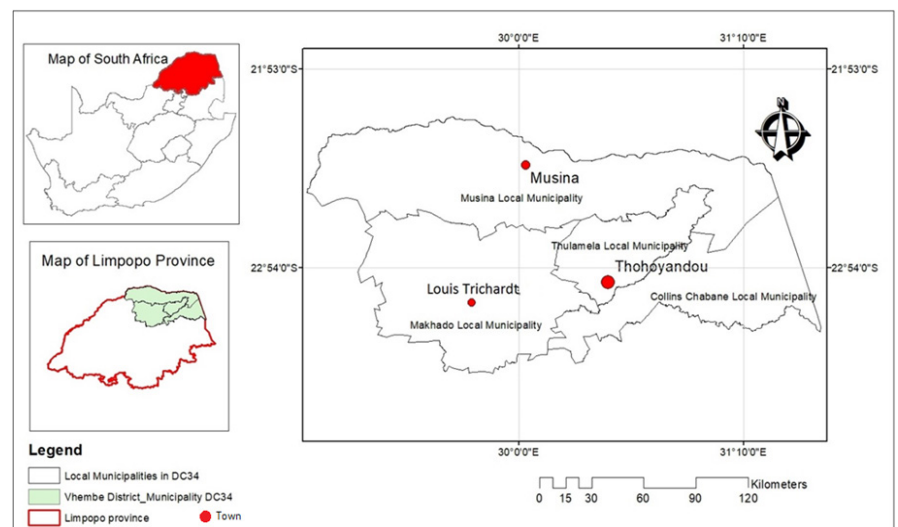 Map of South Africa
30°0'0"E
31°10'0"E
21°53'0"S
21°53'0"S
N
Musina
Musina Local Municipality
Map of Limpopo Province
Thulamela Local Municipality
22°54'0"S
22°54'0"S
Thohoyandou
Louis Trichardt
Collins Chabane Local Municipality
Makhado Local Municipality
30°0'0"E
31°10'0"E
Legend
Local Municipalities in DC34
Vhembe District_Municipality DC34
Limpopo province
Town
Kilometers
0 15 30 60 90 120